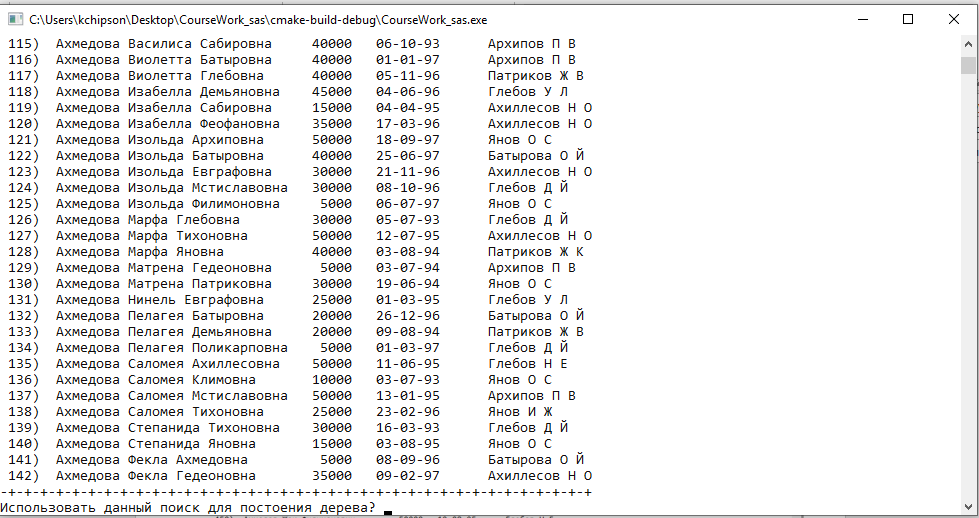 C:\Users\kchipson\Desktop\CourseWork_sas\cmake-build-debug\CourseWork_sas.exe
115) Ахмедова Василиса Сабировна 40000 06-10-93 Архипов П В
116) Ахмедова Виолетта Батыровна 40000 01-01-97 Архипов П В
117) Ахмедова Виолетта Глебовна 40000 05-11-96 Патриков Ж В
118) Ахмедова Изабелла Демьяновна 45000 04-06-96 Глебов У Л
119) Ахмедова Изабелла Сабировна 15000 04-04-95 Ахиллесов Н О
120) Ахмедова Изабелла Феофановна 35000 17-03-96 Ахиллесов Н О
121) Ахмедова Изольда Архиповна 50000 18-09-97 Янов О С
122) Ахмедова Изольда Батыровна 40000 25-06-97 Батырова О Й
123) Ахмедова Изольда Евграфовна 30000 21-11-96 Ахиллесов Н О
124) Ахмедова Изольда Мстиславовна 30000 08-10-96 Глебов Д Й
125) Ахмедова Изольда Филимоновна 5000 06-07-97 Янов О С
126) Ахмедова Марфа Глебовна 30000 05-07-93 Глебов Д Й
127) Ахмедова Марфа Тихоновна 50000 12-07-95 Ахиллесов Н О
128) Ахмедова Марфа Яновна 40000 03-08-94 Патриков Ж К
129) Ахмедова Матрена Гедеоновна 5000 03-07-94 Архипов П В
130) Ахмедова Матрена Патриковна 30000 19-06-94 Янов О С
131) Ахмедова Нинель Евграфовна 25000 01-03-95 Глебов У Л
132) Ахмедова Пелагея Батыровна 20000 26-12-96 Батырова О Й
133) Ахмедова Пелагея Демьяновна 20000 09-08-94 Патриков Ж В
134) Ахмедова Пелагея Поликарповна 5000 01-03-97 Глебов Д Й
135) Ахмедова Саломея Ахиллесовна 50000 11-06-95 Глебов Н Е
136) Ахмедова Саломея Климовна 10000 03-07-93 Янов О С
137) Ахмедова Саломея Мстиславовна 50000 13-01-95 Архипов П В
138) Ахмедова Саломея Тихоновна 25000 23-02-96 Янов И Ж
139) Ахмедова Степанида Тихоновна 30000 16-03-93 Глебов Д Й
140) Ахмедова Степанида Яновна 15000 03-08-95 Янов О С
141) Ахмедова Фекла Ахмедовна 5000 08-09-96 Батырова О Й
142) Ахмедова Фекла Гедеоновна 35000 09-02-97 Ахиллесов Н О
-+-+-+-+-+-+-+-+-+-+-+-+-+-+-+-+-+-+-+-+-+-+-+-+-+-+-+-+-+-+-+-+-+-+-+-+-+
Использовать данный поиск для постоения дерева?